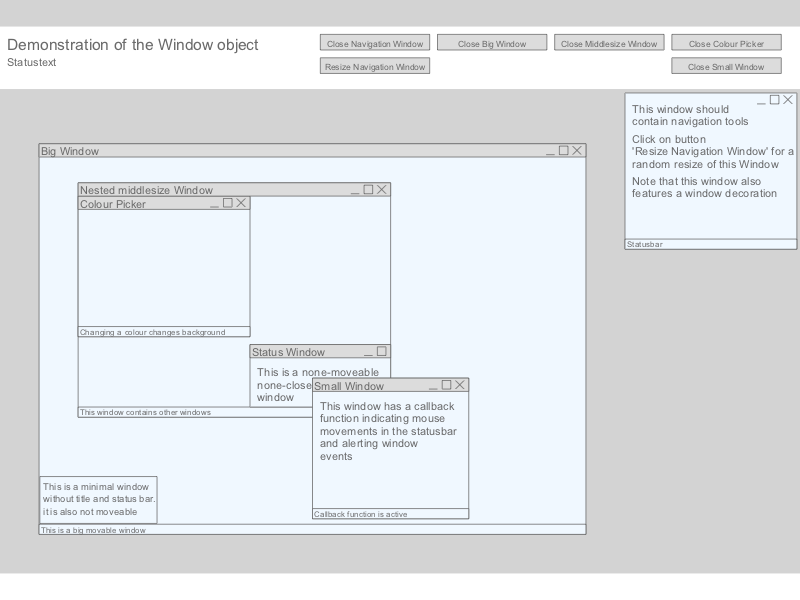 Demonstration of the Window object
Statustext
Close Navigation Window
Close Big Window
Close Middlesize Window
Close Colour Picker
Resize Navigation Window
Close Small Window
This window should
contain navigation tools
Click on button
'Resize Navigation Window' for a
random resize of this Window
Note that this window also
features a window decoration
Statusbar
Big Window
Nested middlesize Window
Colour Picker
Changing a colour changes background
Status Window
This is a none-moveable
none-close
window
This window contains other windows
Small Window
This window has a callback
function indicating mouse
movements in the statusbar
and alerting window
events
Callback function is active
This is a minimal window
without title and status bar.
it is also not moveable
This is a big movable window